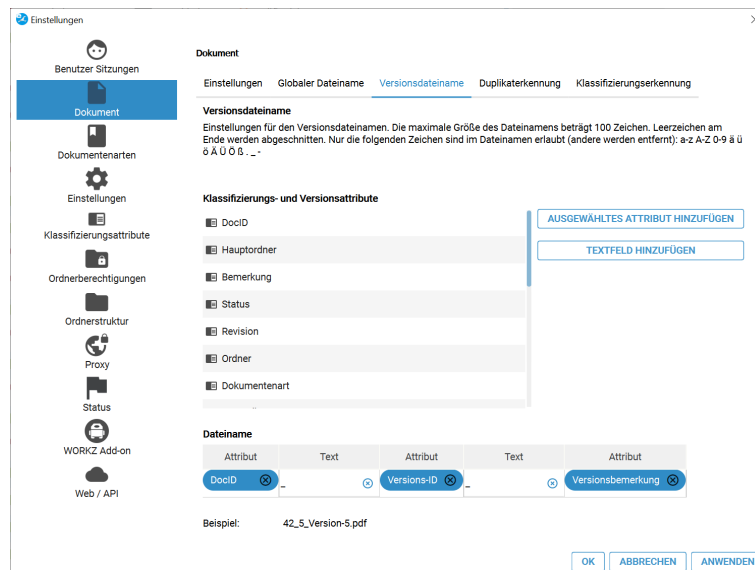 Einstellungen
Benutzer Sitzungen
Dokument
Dokumentenarten
Einstellungen
Klassifizierungsattribute
Ordnerberechtigungen
Ordnerstruktur
Proxy
Status
WORKZ Add-on
Web / API
Dokument
Einstellungen Globaler Dateiname Versionsdateiname Duplikaterkennung Klassifizierungserkennung
Versionsdateiname
Einstellungen für den Versionsdateinamen. Die maximale Größe des Dateinamens beträgt 100 Zeichen. Leerzeichen am
Ende werden abgeschnitten. Nur die folgenden Zeichen sind im Dateinamen erlaubt (andere werden entfernt): a-z A-Z 0-9 ä ü
ö Ä Ü Ö ß . _ -
Klassifizierungs- und Versionsattribute
DocID
Hauptordner
Bemerkung
Status
Revision
Ordner
Dokumentenart
AUSGEWÄHLTES ATTRIBUT HINZUFÜGEN
TEXTFELD HINZUFÜGEN
Dateiname
Attribut Text Attribut Text Attribut
DocID _ Versions-ID _ Versionsbemerkung
Beispiel: 42_5_Version-5.pdf
OK ABBRECHEN ANWENDEN